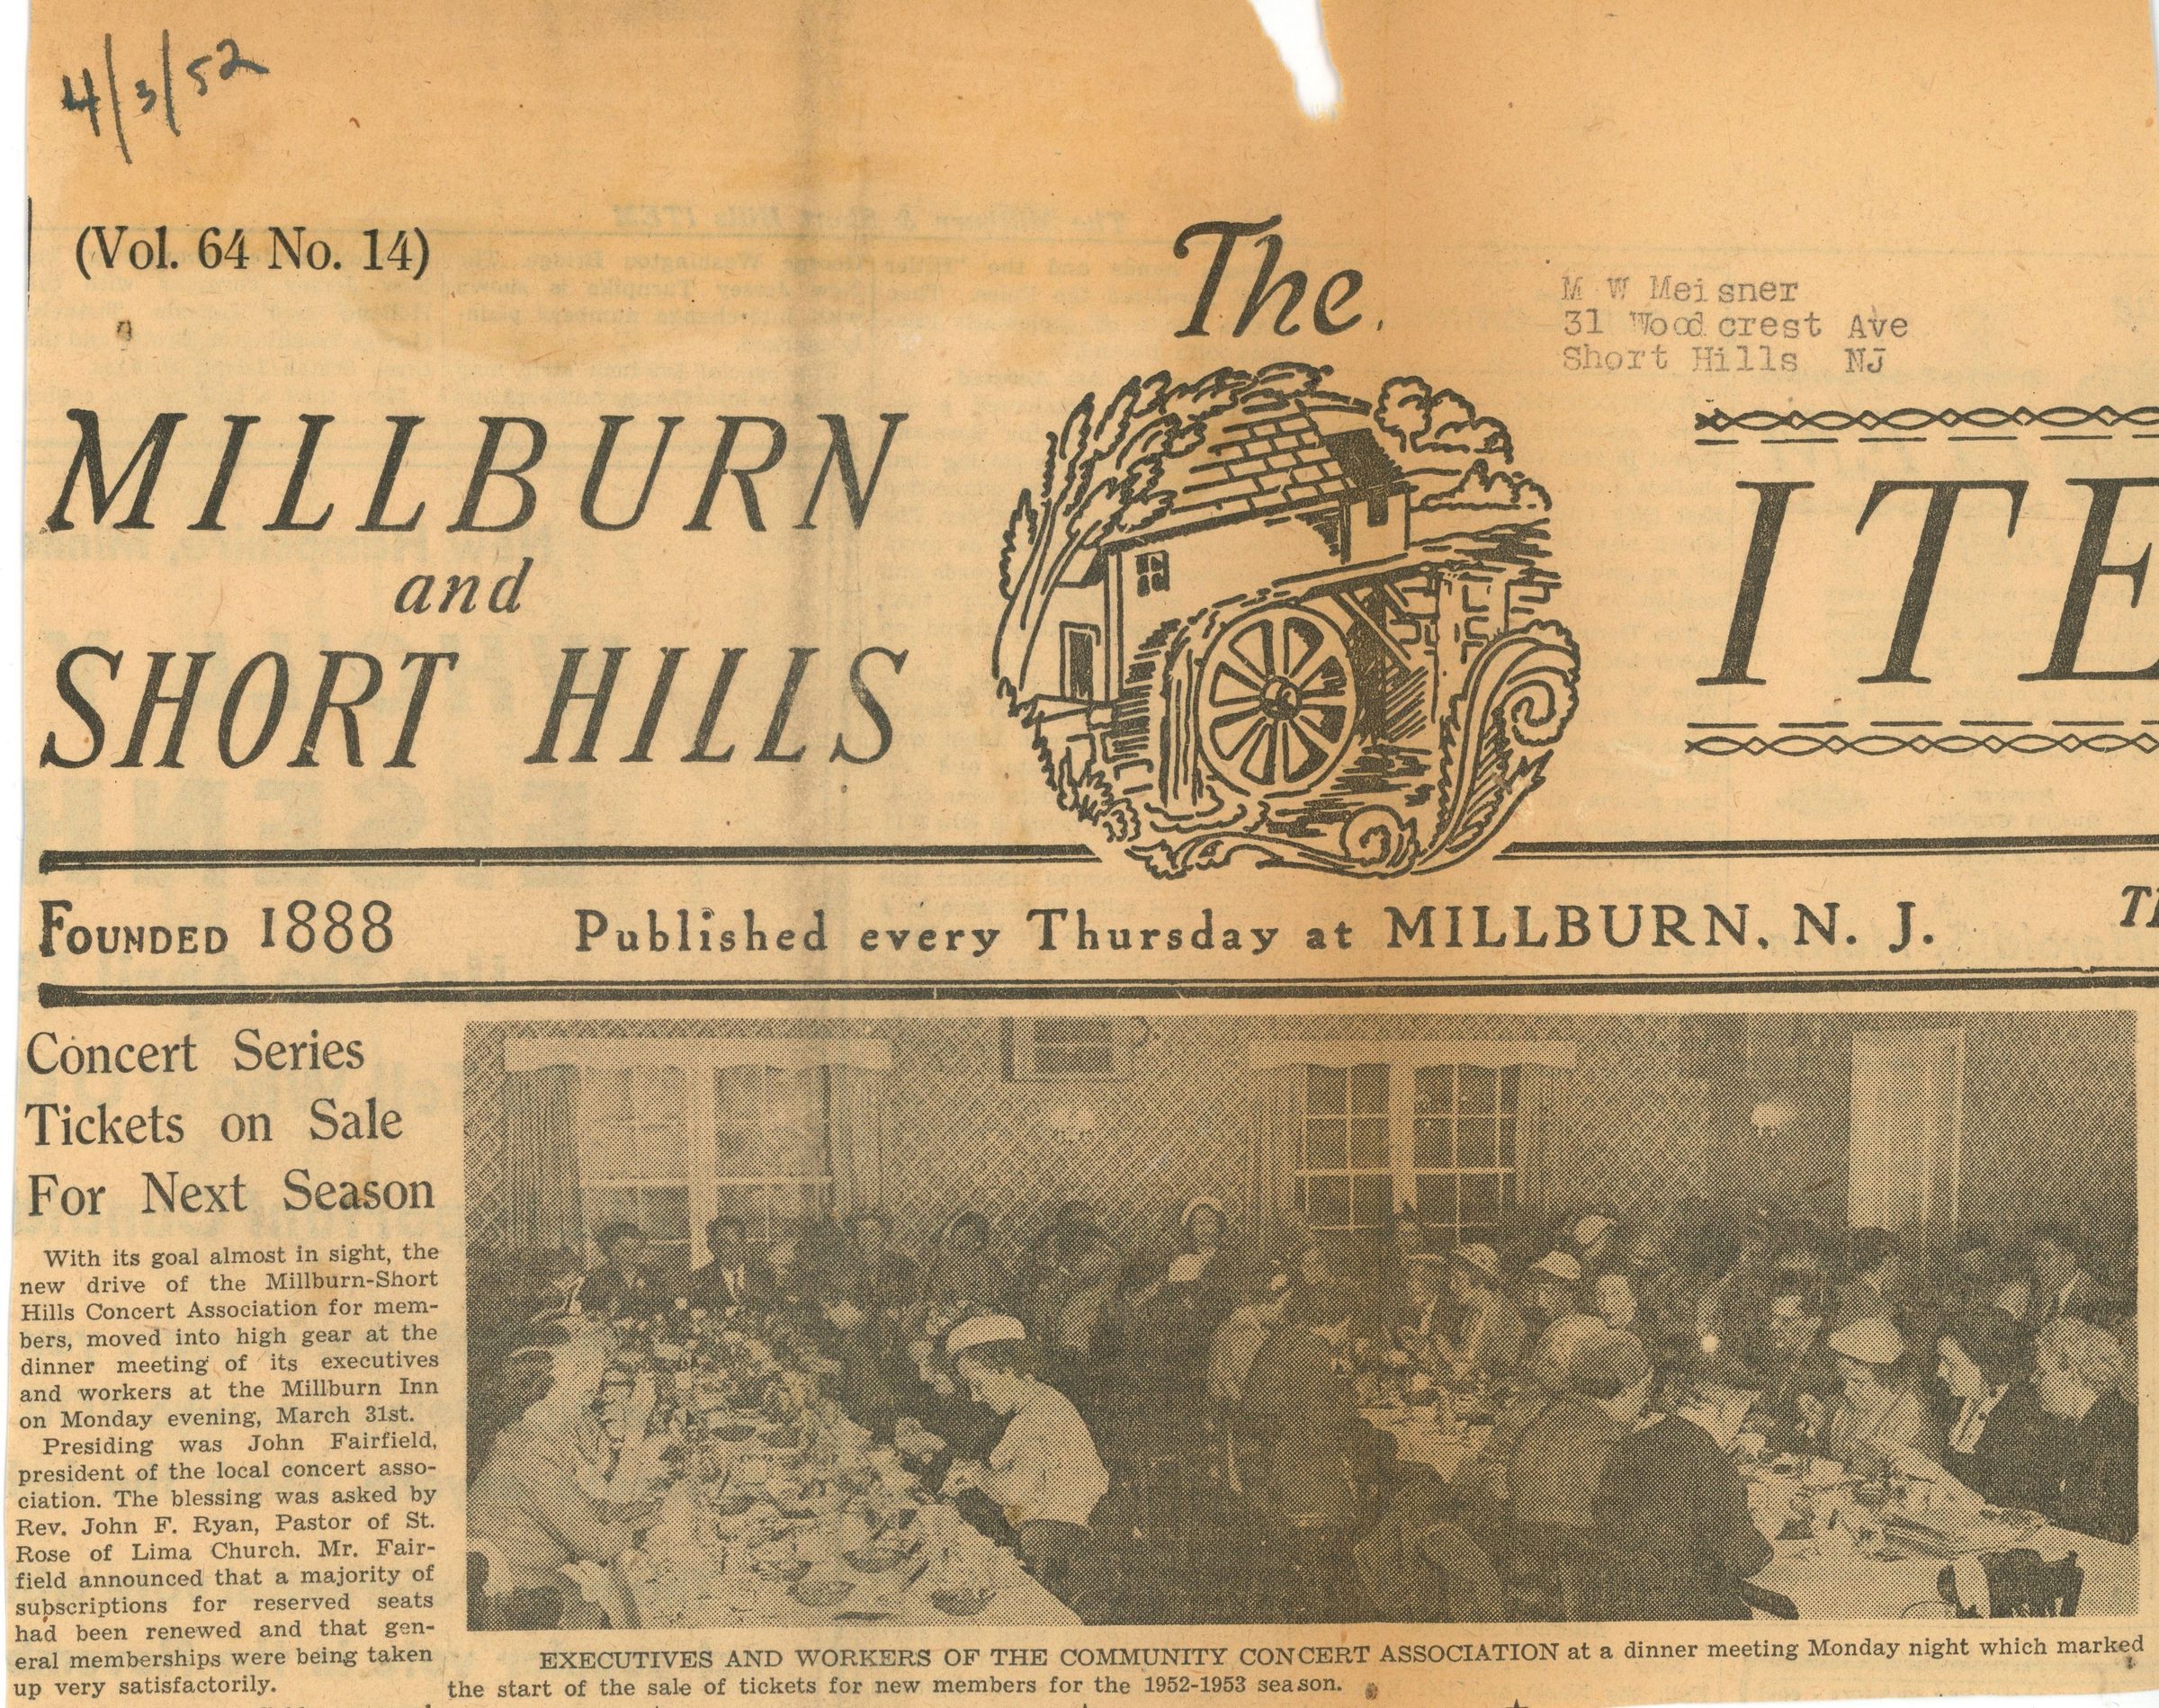 4/3/52
(Vol. 64 No. 14)
The
M W Meisner
31 Woodcrest Ave
Short Hills NJ
MILLBURN
and
SHORT HILLS
ITE
FOUNDED 1888 Published every Thursday at MILLBURN, N. J.
Concert Series
Tickets on Sale
For Next Season
With its goal almost in sight, the
new drive of the Millburn-Short
Hills Concert Association for mem-
bers, moved into high gear at the
dinner meeting of its executives
and workers at the Millburn Inn
on Monday evening, March 31st.
Presiding was John Fairfield,
president of the local concert asso-
ciation. The blessing was asked by
Rev. John F. Ryan, Pastor of St.
Rose of Lima Church. Mr. Fair-
field announced that a majority of
subscriptions for reserved seats
had been renewed and that gen-
eral memberships were being taken
up very satisfactorily.
EXECUTIVES AND WORKERS OF THE COMMUNITY CONCERT ASSOCIATION at a dinner meeting Monday night which marked
the start of the sale of tickets for new members for the 1952-1953 season.